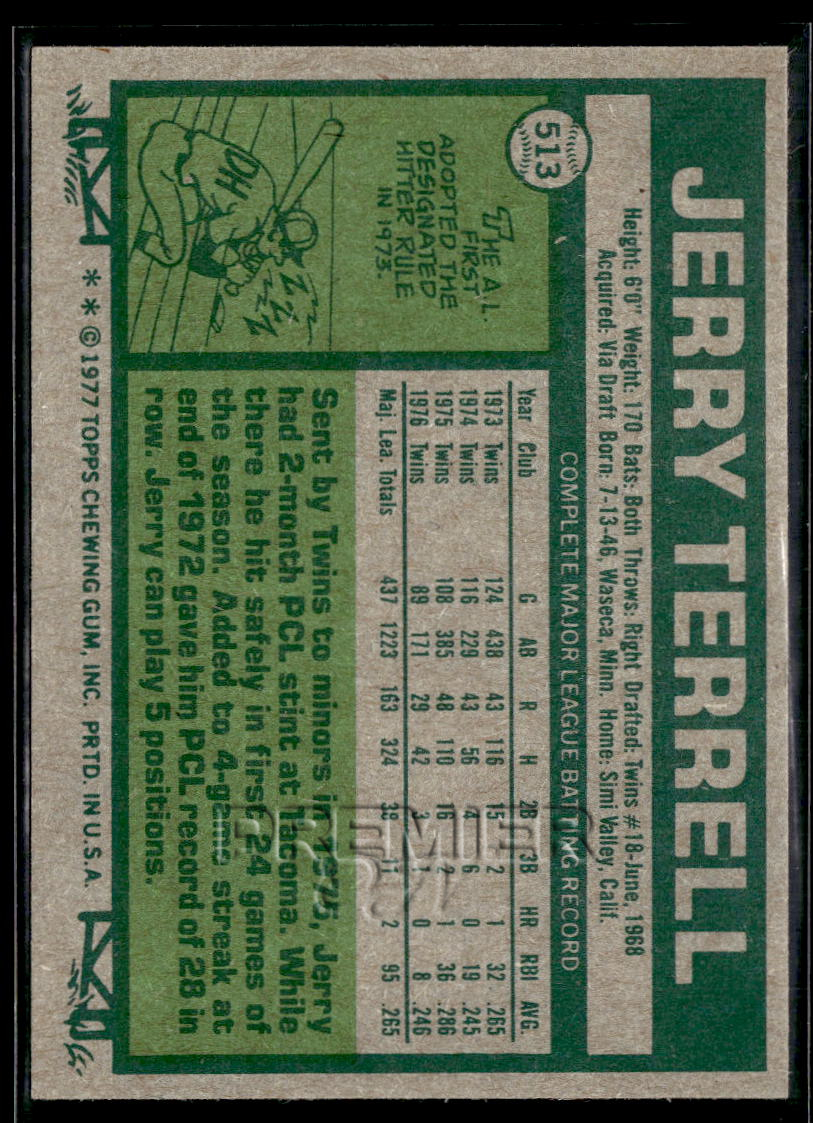 513
JERRY TERRELL
Height: 6'0" Weight: 170 Bats: Both Throws: Right Drafted: Twins #18-June, 1968
Acquired: Via Draft Born: 7-13-46, Waseca, Minn. Home: Simi Valley, Calif.
THE A.L.
FIRST
ADOPTED THE
DESIGNATED
HITTER RULE
IN 1973.
DH
COMPLETE MAJOR LEAGUE BATTING RECORD
Year Club G AB R H 2B 3B HR RBI AVG.
1973 Twins 124 438 43 116 15 2 1 32 .265
1974 Twins 116 229 43 56 4 6 0 19 .245
1975 Twins 108 385 48 110 16 2 1 36 .286
1976 Twins 89 171 29 42 3 1 0 8 .246
Maj. Lea. Totals 437 1223 163 324 38 11 2 95 .265
Sent by Twins to minors in 1975, Jerry
had 2-month PCL stint at Tacoma. While
there he hit safely in first 24 games of
the season. Added to 4-game streak at
end of 1972 gave him PCL record of 28 in
row. Jerry can play 5 positions.
* * © 1977 TOPPS CHEWING GUM, INC. PRTD. IN U.S.A.
PREMIER